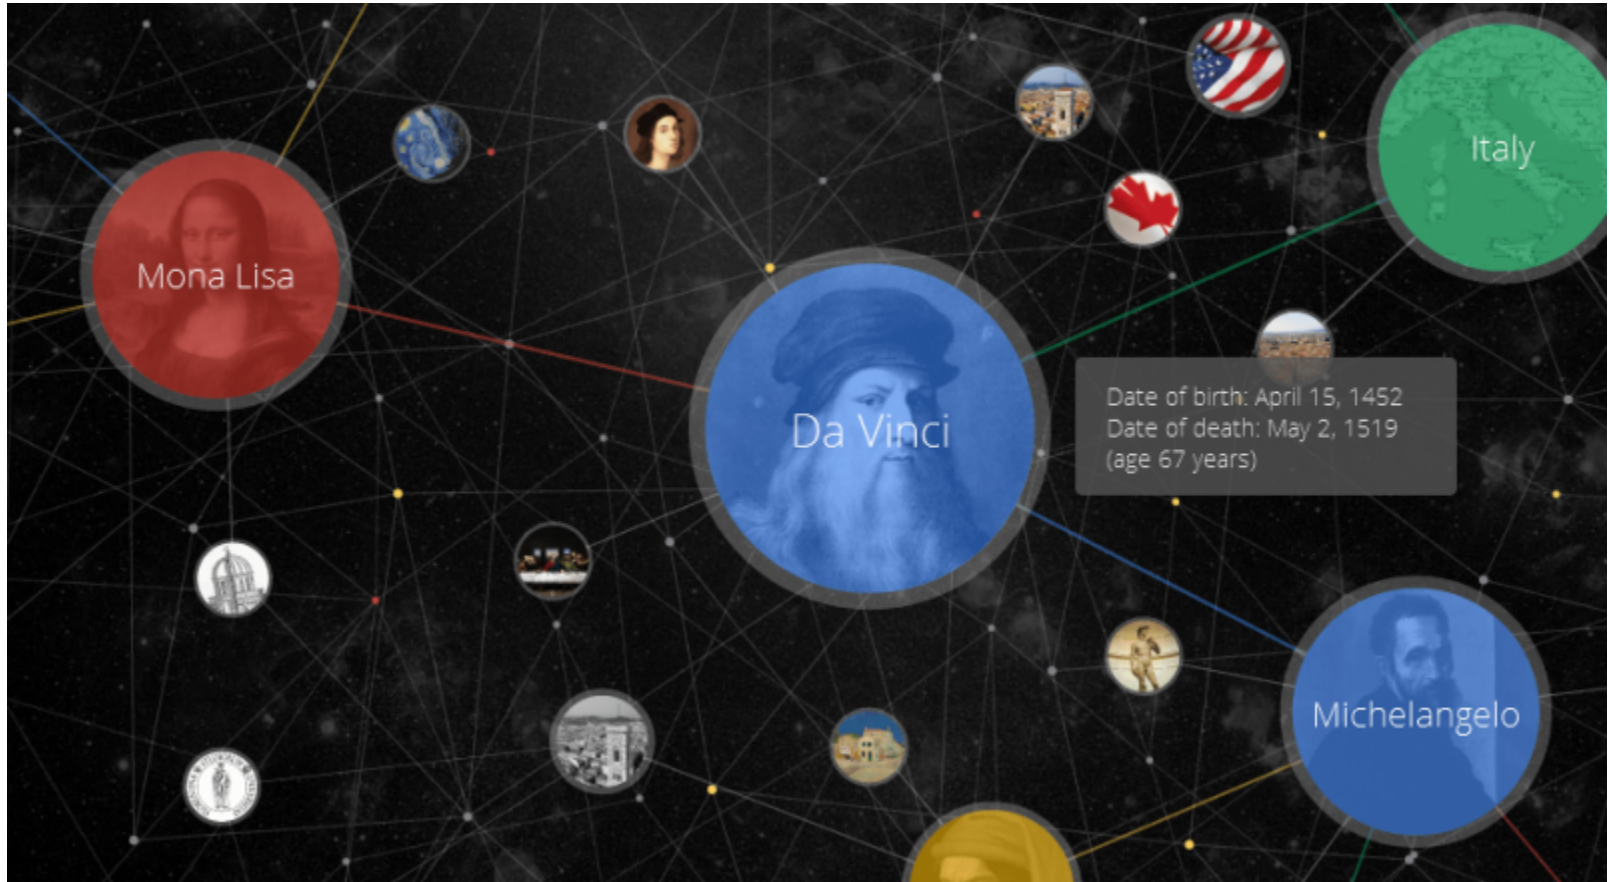 Italy
Mona Lisa
Da Vinci
Date of birth: April 15, 1452
Date of death: May 2, 1519
(age 67 years)
Michelangelo